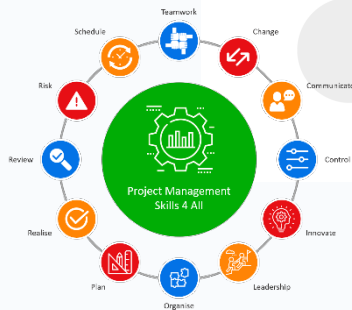 Teamwork
Schedule
Change
Risk
Communicate
Review
Control
Project Management
Skills 4 All
Realise
Innovate
Plan
Leadership
Organise